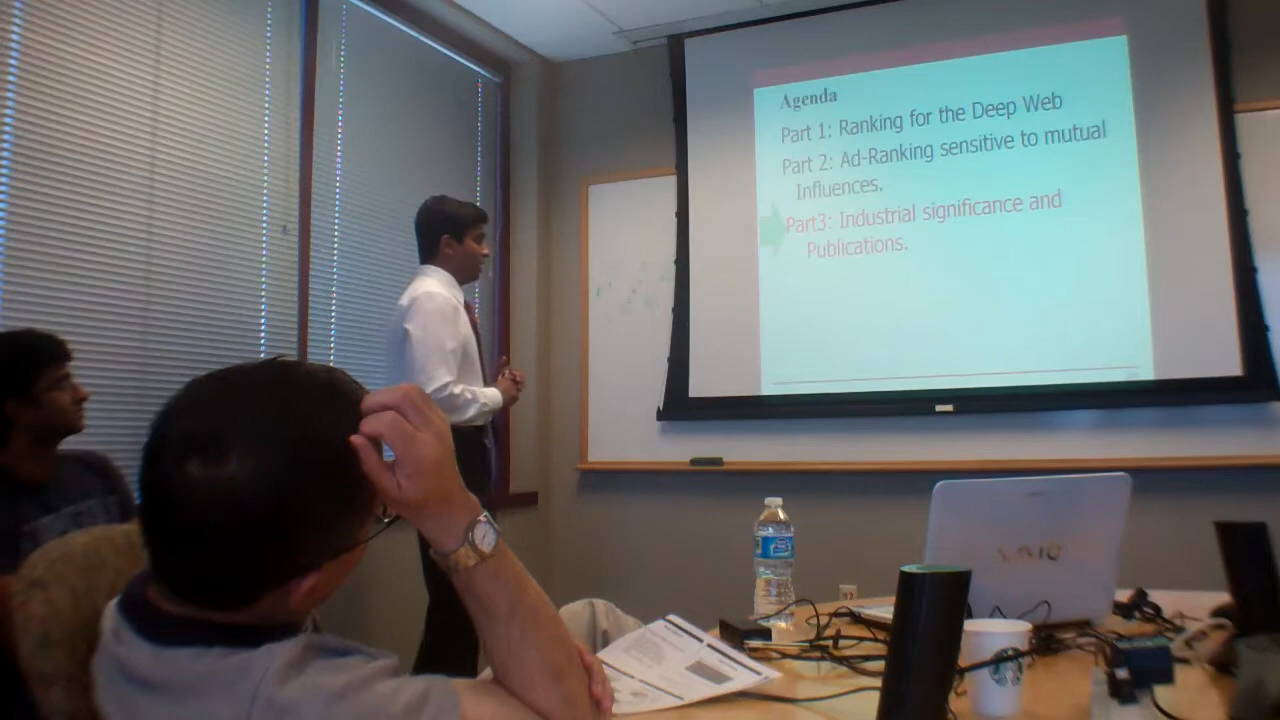 Agenda
Part 1: Ranking for the Deep Web
Part 2: Ad-Ranking sensitive to mutual
Influences.
Part3: Industrial significance and
Publications.
VAIO